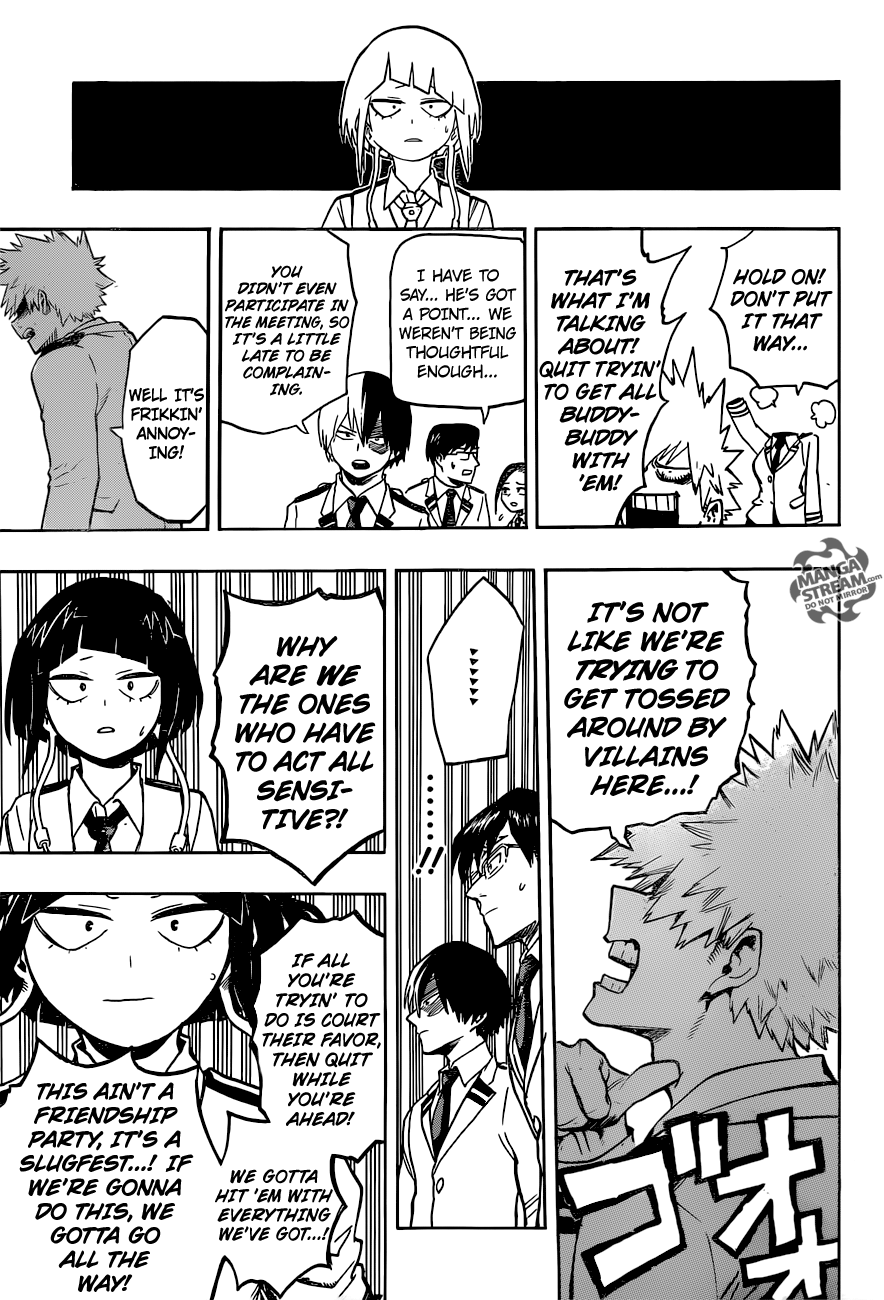 HOLD ON!
DON'T PUT
IT THAT
WAY...
THAT'S
WHAT I'M
TALKING
ABOUT!
QUIT TRYIN'
TO GET ALL
BUDDY-
BUDDY
WITH
'EM!
I HAVE TO
SAY... HE'S GOT
A POINT... WE
WEREN'T BEING
THOUGHTFUL
ENOUGH...
YOU
DIDN'T EVEN
PARTICIPATE IN
THE MEETING, SO
IT'S A LITTLE
LATE TO BE
COMPLAIN-
ING.
WELL IT'S
FRIKKIN'
ANNOY-
ING!
MANGA
STREAM.com
DO NOT MIRROR!
IT'S NOT
LIKE WE'RE
TRYING TO
GET TOSSED
AROUND BY
VILLAINS
HERE...!
ゴオオ
......
......!!
WHY
ARE WE
THE ONES
WHO HAVE
TO ACT ALL
SENSI-
TIVE?!
IF ALL
YOU'RE
TRYIN' TO
DO IS COURT
THEIR FAVOR,
THEN QUIT
WHILE
YOU'RE
AHEAD!
WE GOTTA
HIT 'EM WITH
EVERYTHING
WE'VE GOT...!
THIS AIN'T A
FRIENDSHIP
PARTY, IT'S A
SLUGFEST...! IF
WE'RE GONNA
DO THIS, WE
GOTTA GO
ALL THE
WAY!